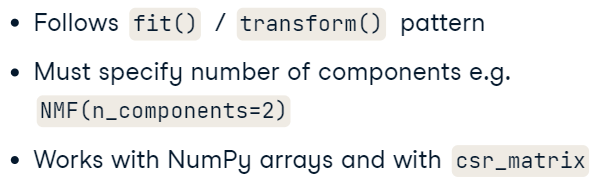 • Follows fit() / transform() pattern
• Must specify number of components e.g.
NMF(n_components=2)
• Works with NumPy arrays and with csr_matrix